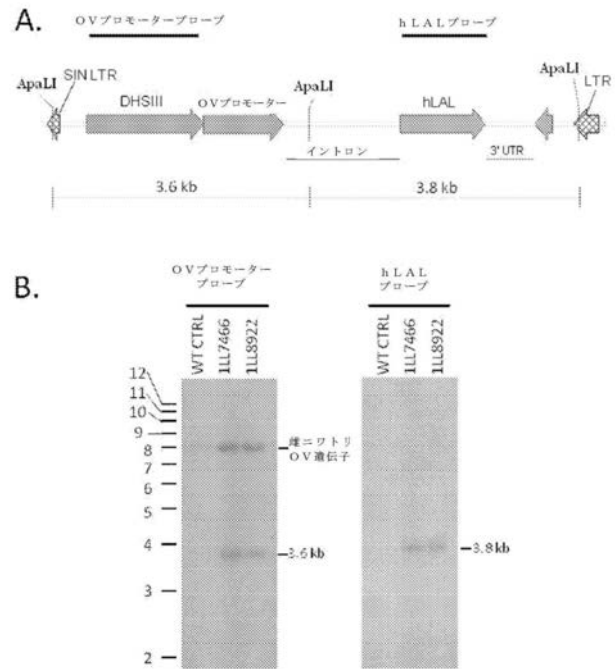 A.
OVプロモータープローブ
hLALプローブ
ApaLI
SIN LTR
DHSIII
OVプロモーター
ApaLI
hLAL
ApaLI
LTR
イントロン
3' UTR
3.6 kb
3.8 kb
B.
OVプロモーター
プローブ
hLAL
プローブ
WT CTRL
1LL7466
1LL8922
WT CTRL
1LL7466
1LL8922
12
11
10
9
8
7
6
5
4
3
2
雌ニワトリ
OV遺伝子
3.6 kb
3.8 kb